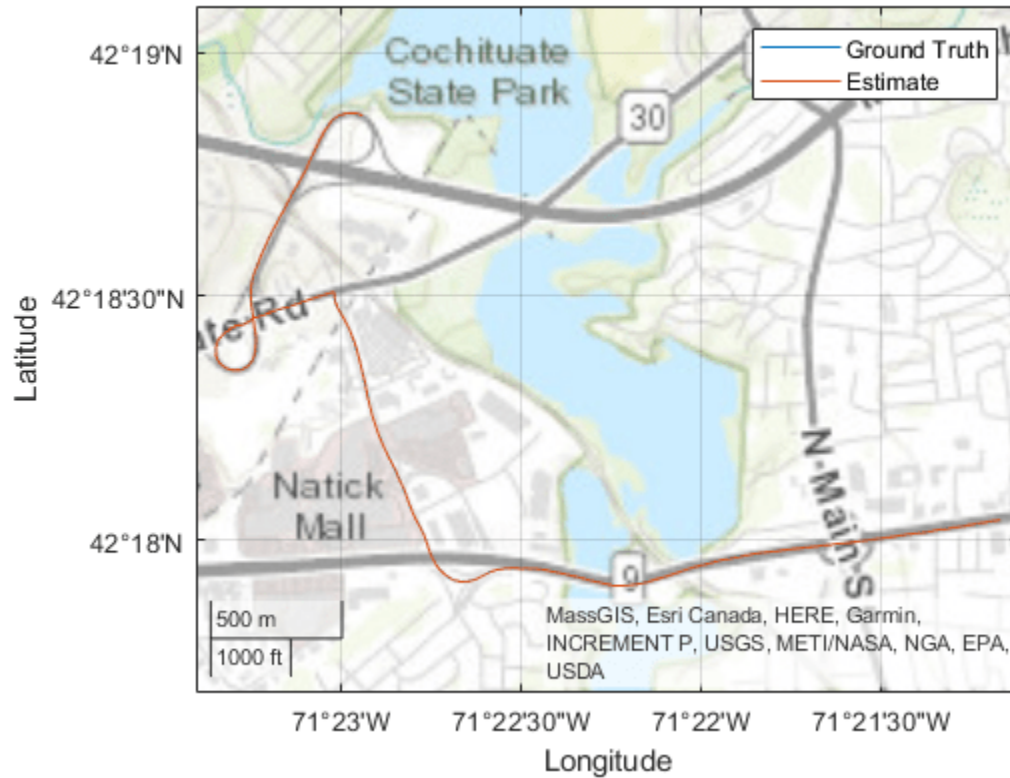 42°19'N
42°18'30"N
42°18'N
Latitude
Cochituate
State Park
30
Ground Truth
Estimate
ate Rd
Natick
Mall
N-Main-S
9
500 m
1000 ft
MassGIS, Esri Canada, HERE, Garmin,
INCREMENT P, USGS, METI/NASA, NGA, EPA,
USDA
71°23'W
71°22'30"W
71°22'W
71°21'30"W
Longitude